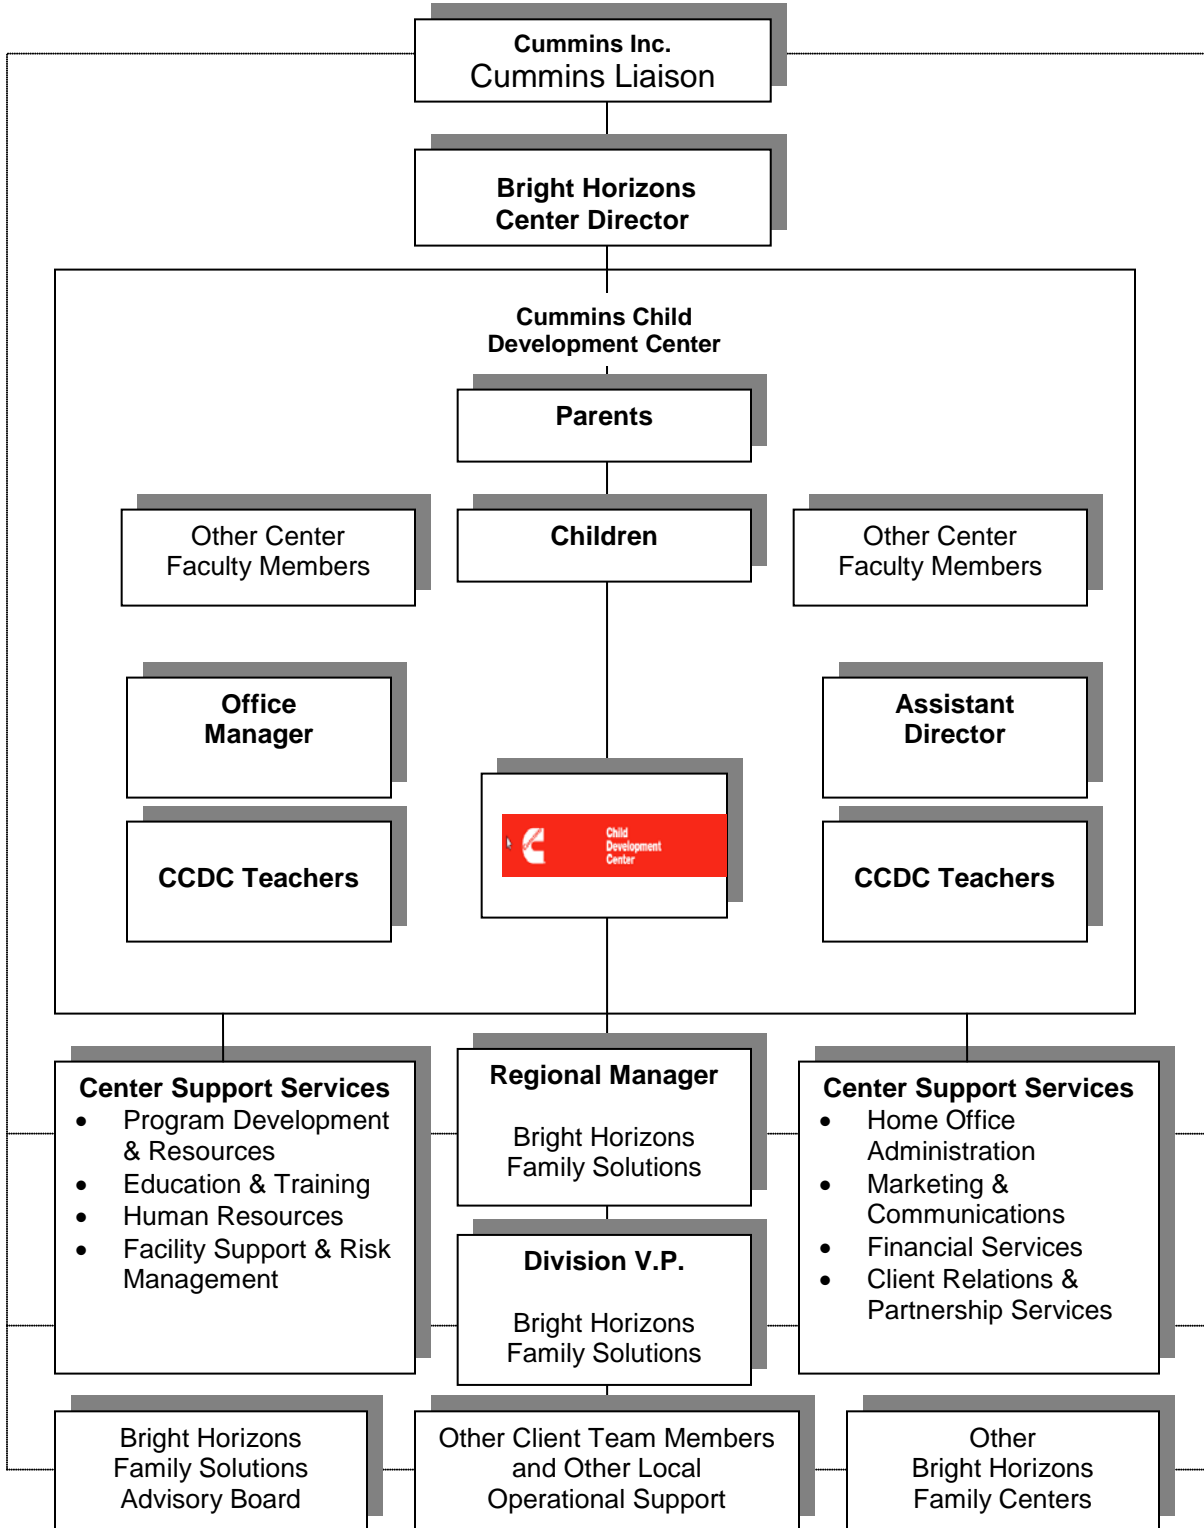 Cummins Inc.
Cummins Liaison
Bright Horizons
Center Director
Cummins Child
Development Center
Parents
Other Center
Faculty Members
Children
Other Center
Faculty Members
Office
Manager
Assistant
Director
CCDC Teachers
Child
Development
Center
CCDC Teachers
Center Support Services
• Program Development
& Resources
• Education & Training
• Human Resources
• Facility Support & Risk
Management
Regional Manager
Bright Horizons
Family Solutions
Division V.P.
Bright Horizons
Family Solutions
Center Support Services
• Home Office
Administration
• Marketing &
Communications
• Financial Services
• Client Relations &
Partnership Services
Bright Horizons
Family Solutions
Advisory Board
Other Client Team Members
and Other Local
Operational Support
Other
Bright Horizons
Family Centers